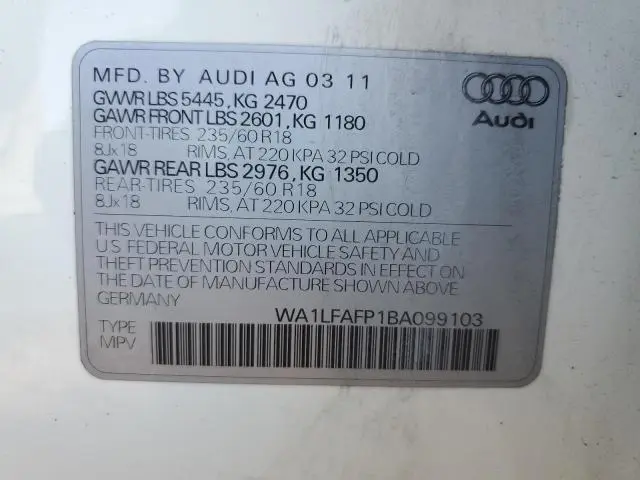 MFD. BY AUDI AG 03 11
GVWR LBS 5445, KG 2470
GAWR FRONT LBS 2601, KG 1180
FRONT-TIRES 235/60 R18
8Jx18 RIMS, AT 220 KPA 32 PSI COLD
GAWR REAR LBS 2976, KG 1350
REAR-TIRES 235/60 R18
8Jx18 RIMS, AT 220 KPA 32 PSI COLD
Audi
THIS VEHICLE CONFORMS TO ALL APPLICABLE
U.S. FEDERAL MOTOR VEHICLE SAFETY AND
THEFT PREVENTION STANDARDS IN EFFECT ON
THE DATE OF MANUFACTURE SHOWN ABOVE.
GERMANY
WA1LFAFP1BA099103
TYPE
MPV